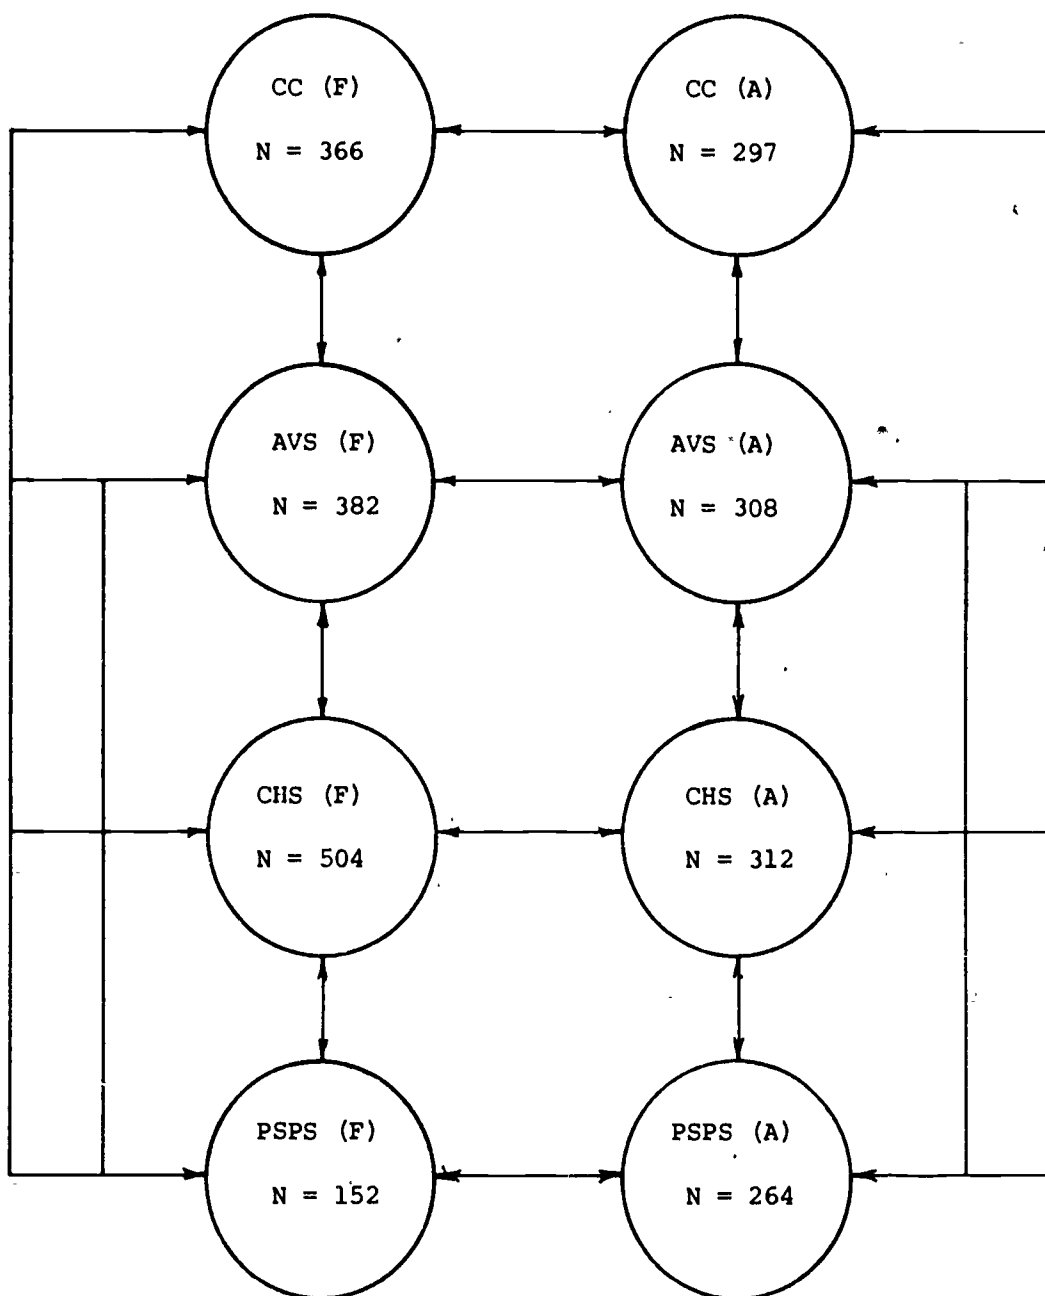 CC (F)
N = 366
CC (A)
N = 297
AVS (F)
N = 382
AVS (A)
N = 308
CHS (F)
N = 504
CHS (A)
N = 312
PSPS (F)
N = 152
PSPS (A)
N = 264